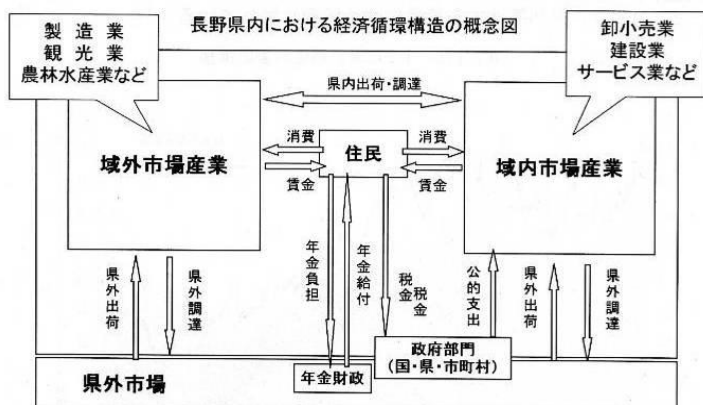 長野県内における経済循環構造の概念図
製造業
観光業
農林水産業など
卸小売業
建設業
サービス業など
県内出荷・調達
消費
住民
消費
域外市場産業
域内市場産業
賃金
賃金
年金負担
年金給付
税金
税金
公的支出
県外出荷
県外調達
県外出荷
県外調達
政府部門
(国・県・市町村)
県外市場
年金財政